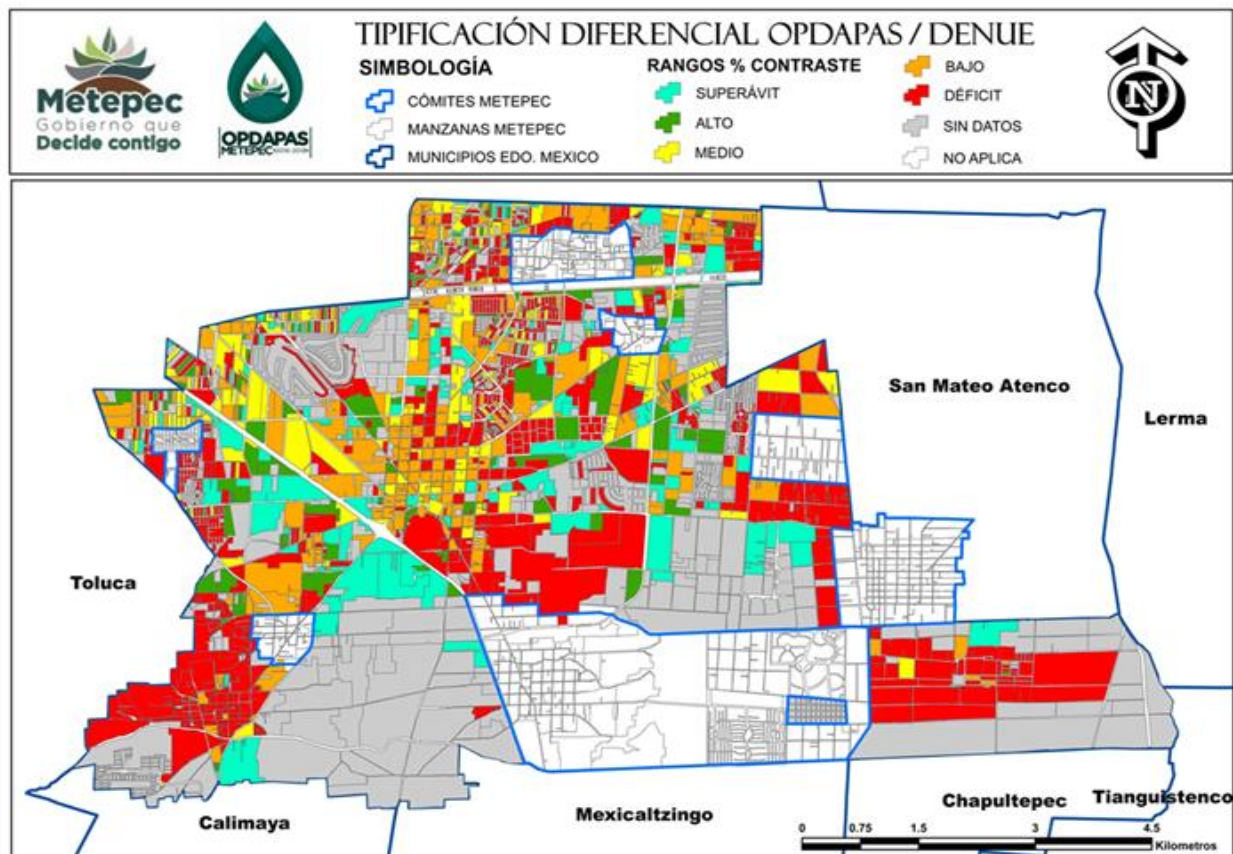 TIPIFICACIÓN DIFERENCIAL OPDAPAS / DENUE
Metepec
Gobierno que
Decide contigo
OPDAPAS
METEPEC
SIMBOLOGÍA
CÓMITES METEPEC
MANZANAS METEPEC
MUNICIPIOS EDO. MEXICO
RANGOS % CONTRASTE
SUPERÁVIT
ALTO
MEDIO
BAJO
DÉFICIT
SIN DATOS
NO APLICA
N
San Mateo Atenco
Lerma
Toluca
Calimaya
Mexicaltzingo
Chapultepec
Tianguistenco
0 0.75 1.5 3 4.5
Kilometros